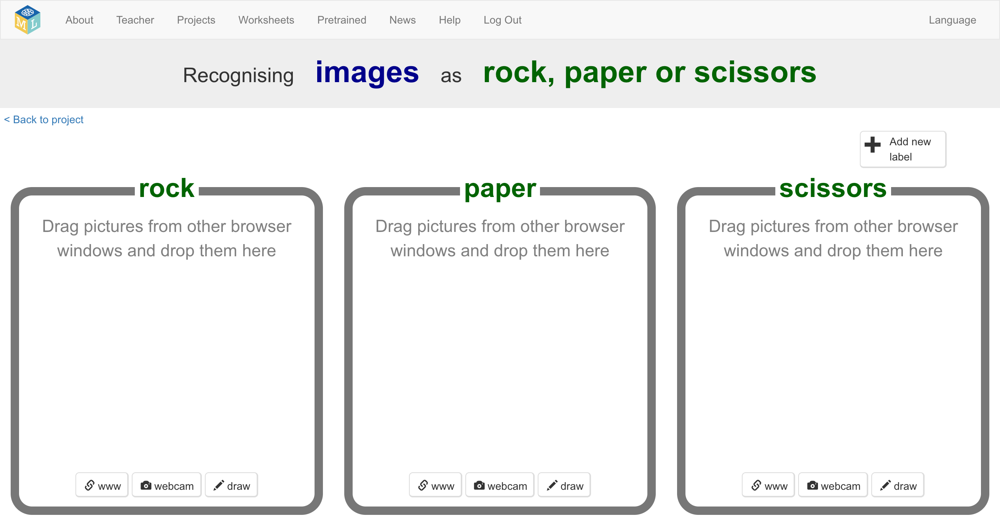 M L
About Teacher Projects Worksheets Pretrained News Help Log Out Language
Recognising images as rock, paper or scissors
< Back to project
Add new
label
rock
Drag pictures from other browser
windows and drop them here
www webcam draw
paper
Drag pictures from other browser
windows and drop them here
www webcam draw
scissors
Drag pictures from other browser
windows and drop them here
www webcam draw